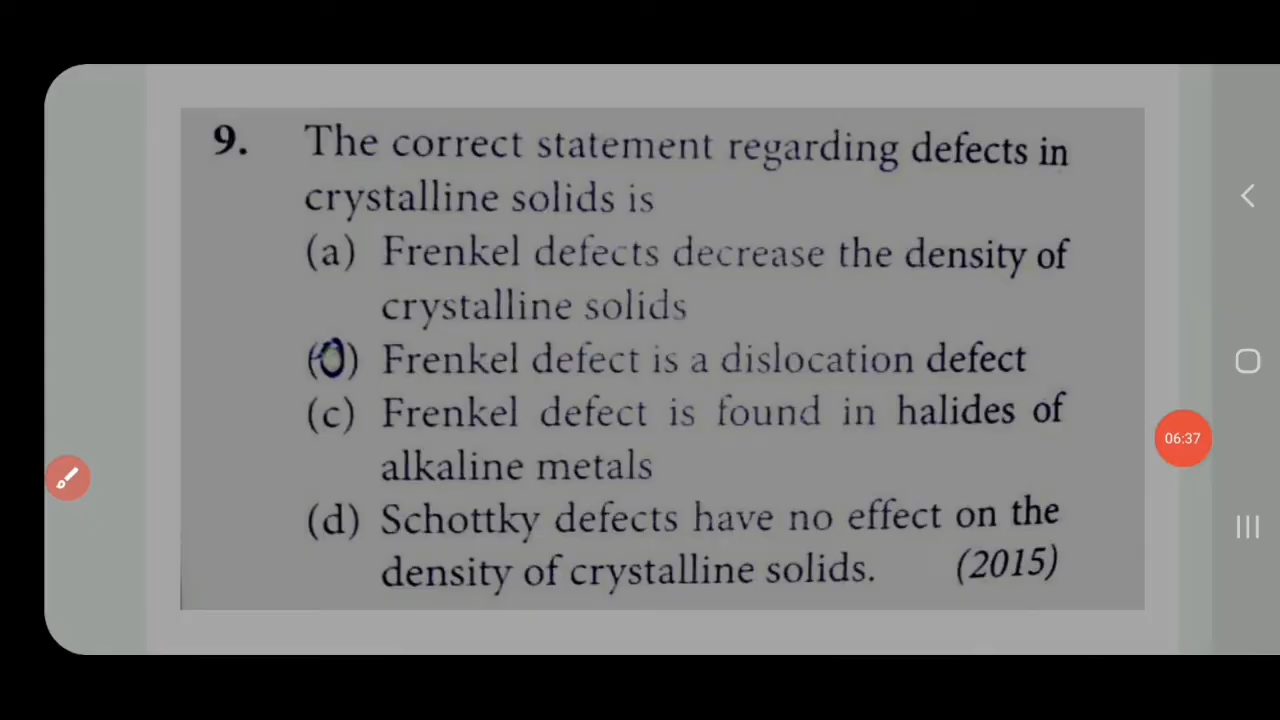 9. The correct statement regarding defects in
crystalline solids is
(a) Frenkel defects decrease the density of
crystalline solids
() Frenkel defect is a dislocation defect
(c) Frenkel defect is found in halides of
alkaline metals
(d) Schottky defects have no effect on the
density of crystalline solids. (2015)
06:37